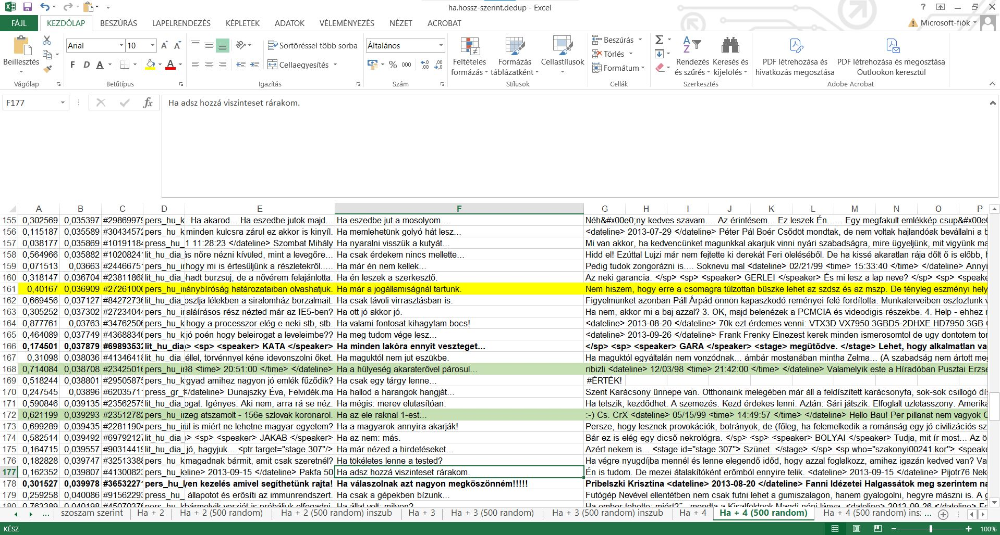 ha.hossz-szerint.dedup - Excel
FÁJL KEZDŐLAP BESZÚRÁS LAPELRENDEZÉS KÉPLETEK ADATOK VÉLEMÉNYEZÉS NÉZET ACROBAT Microsoft-fiók
Arial 10 Sortöréssel több sorba Általános Beszúrás
Beillesztés Cellaegyesítés Feltételes formázás Formázás táblázatként Cellastílusok Törlés Formátum Rendezés és szűrés Keresés és kijelölés PDF létrehozása és hivatkozás megosztása PDF létrehozása és megosztása Outlookon keresztül
Vágólap Betűtípus Igazítás Szám Stílusok Cellák Szerkesztés Adobe Acrobat
F177 Ha adsz hozzá viszinteset rárakom.
A B C D E F G H I J K L M N O P
155 0,302569 0,035397 #29869979 pers_hu_k . Ha akarod... Ha eszedbe jutok majd... Ha eszedbe jut a mosolyom.... Néh&#x00e0;ny kedves szavam.... Az érintésem... Ez leszek Én...... Egy megfakult emlékkép csup&#x00e
156 0,115187 0,035589 #30434572 pers_hu_k minden kulcsra zárul ez akkor is kinyíl. Ha memlehetünk golyó hát lesz... <dateline> 2013-07-29 </dateline> Péter Pál Boér Csődöt mondtak, de nem voltak hajlandóak bevállalni a b
157 0,038177 0,035869 #10191184 press_hu_ 1 11:28:23 </dateline> Szombat Mihály Ha nyaralni visszük a kutyát... Mi van akkor, ha kedvencünket magunkkal akarjuk vinni nyári szabadságra, mire ügyeljünk, mit vigyünk ma
158 0,564966 0,035882 #10208241 lit_hu_dia_ ás nőre nézni kívüled, mint a levegőre... Ha csak érdekem nincs mellette... Hidd el! Ezúttal Lujzi már nem fejtette ki derekát Feri öleléséből. De ha kissé akaratlan rája dőlt ő is előbb, h
159 0,071513 0,03663 #24466751 pers_hu_ir hogy mi is értesüljünk a részletekről..... Ha már én nem kellek... Pedig tudok zongorázni is.... Soknevu mal <dateline> 02/21/99 <time> 15:33:40 </time> </dateline> Annyi
160 0,318147 0,036704 #23811868 lit_hu_dia_ hadt burzsuj, de a nővérem felajánlotta. Ha én leszek a szerkesztő. Az neki garancia. </sp> <sp> <speaker> GERLEI </speaker> És mi lesz a lap neve? </sp> <sp> <speake
161 0,40167 0,036909 #27261000 pers_hu_ir ánybíróság határozataiban olvashatjuk. Ha már a jogállamiságnál tartunk. Nem hiszem, hogy erre a csomagra túlzottan büszke lehet az szdsz és az mszp. De tényleg eszményi hely
162 0,669456 0,037127 #84272736 lit_hu_dia_ osztja lélekben a siralomház borzalmait. Ha csak távoli virrasztásban is. Figyelmünket azonban Páll Árpád önnön kapaszkodó reményei felé fordította. Munkaterveiben osztoztunk v
163 0,305252 0,037302 #27234044 pers_hu_ir aláírásos rész nézted már az IE5-ben? Ha ott jó akkor jó. Ha nem, akkor mi a baj azzal? 3. OK, majd belenézek a PCMCIA és videodigis részekbe. 4. Help - ehhez r
164 0,877761 0,03763 #34762506 pers_hu_k hogy a processzor elég e neki stb, stb. Ha valami fontosat kihagytam bocs! <dateline> 2013-08-20 </dateline> 70k ezt érdemes venni: VTX3D VX7950 3GBD5-2DHXE HD7950 3GB
165 0,464089 0,037749 #43688346 pers_hu_k jó poén hogy beleirogat a leveleimbe?? Ha meg tudom vége lesz... <dateline> 2013-09-26 </dateline> Frank Frenky Elnezest kerek minden ismerosomtol de ugy dontotem tor
166 0,174501 0,037879 #69893532 lit_hu_dia_ > <sp> <speaker> KATA </speaker> Ha minden lakóra ennyit veszteget... </sp> <sp> <speaker> GARA </speaker> <stage> megütődve. </stage> Lehet, hogy alkalmatlan va
167 0,31098 0,038036 #41346418 lit_hu_dia_ éllel, törvénnyel kéne idevonszolni őket. Ha maguktól nem jut eszükbe. Ha maguktól egyáltalán nem vonzódnak... ámbár mostanában mintha Zelma... (A szabadság nem ártott meg
168 0,714084 0,038708 #23425016 pers_hu_ir 98 <time> 20:51:00 </time> </dateline> Ha a hülyeség akaraterővel párosul... ribizli <dateline> 12/03/98 <time> 21:42:00 </time> </dateline> Valamelyik este a Híradóban Pusztai Erzse
169 0,518244 0,038801 #29505875 pers_hu_k gyad amihez nagyon jó emlék fűződik? Ha csak egy tárgy lenne... #ÉRTÉK!
170 0,247545 0,03896 #62035711 press_gr_t </dateline> Dunajszky Éva, Felvidék.ma Ha hallod a harangok hangját... Szent Karácsony ünnepe van. Otthonaink melegében már áll a feldíszített karácsonyfa, sok-sok csillogó dís
171 0,590846 0,039135 #23562575 lit_hu_dia_ ogat. Igényes. Aki nem, arra rá se néz. Ha mégis: merev elutasítóan. Ha tetszik, kezdődhet. A szemezés. Kezd érdekes lenni. Aztán: Sári játszik. Elfoglalt üzletasszony. Ameriká
172 0,621199 0,039293 #23512782 pers_hu_ir zeg atszamolt - 156e szlovak koronarol. Ha az ele raknal 1-est... :-) Cs. CrX <dateline> 05/15/99 <time> 14:49:57 </time> </dateline> Hello Bau! Per pillanat nem vagyok
173 0,699289 0,039435 #22811904 pers_hu_ir ül is miért ne lehetne magyar egyetem? Ha a magyarok annyira akarják! Persze, hogy lesznek provokációk, botrányok, de (főleg, ha felemelkedik a románság egy jó civilizációs sz
174 0,582514 0,039492 #69792127 lit_hu_dia_ > <sp> <speaker> JAKAB </speaker> Ha az nem: más. Bár ez is elég egy dicső nekrológra. </sp> <sp> <speaker> BOLYAI </speaker> Tudja, mit ír most... Az ö
175 0,164715 0,039557 #90314419 lit_hu_dia_ jó, hagyjuk... <ptr target="stage.307"/> Ha már nézed a hirdetéseket... Azért nekem is... <stage id="stage.307"> Szünet. </stage> </sp> <sp who="szakonyi00241.kor"> <speake
176 0,182828 0,039747 #32513388 pers_hu_k magadnak bármit, amit csak szeretnél? Ha tökéletes lenne a tested? Ha végre nyugdíjba mennél és lenne elegendő időd, hogy azzal foglalkozz, amihez igazán kedved van? Va
177 0,162352 0,039807 #41300823 pers_hu_k eline> 2013-09-15 </dateline> Pakfa 50 Ha adsz hozzá viszinteset rárakom. Én is tudom. De mezei átalakítóként erőmből ennyire telik. <dateline> 2013-09-15 </dateline> Pijotr76 Nek
178 0,301527 0,039978 #36532271 pers_hu_l yen kezelés amivel segíthetünk rajta! Ha válaszolnak azt nagyon megköszönném!!!!! Pribelszki Krisztina <dateline> 2013-08-20 </dateline> Fanni Idézetei Halgassátok meg szerintem na
179 0,259258 0,040086 #91562293 press_hu_ állapotot és erősíti az immunrendszert. Ha csak a gépekben bízunk... Futógép Nevével ellentétben nem csak futni lehet a gumiszalagon, hanem gyalogolni, hegyre mászni is. A g
180 0,763389 0,040198 #45070376 pers_hu_k bármelyik verziót is próbáljuk elfogadni. Ha állat volt: milyen?
... szoszam szerint Ha + 2 Ha + 2 (500 random) Ha + 2 (500 random) inszub Ha + 3 Ha + 3 (500 random) Ha + 3 (500 random) inszub Ha + 4 Ha + 4 (500 random) Ha + 4 (500 random) ins ...
KÉSZ 100%